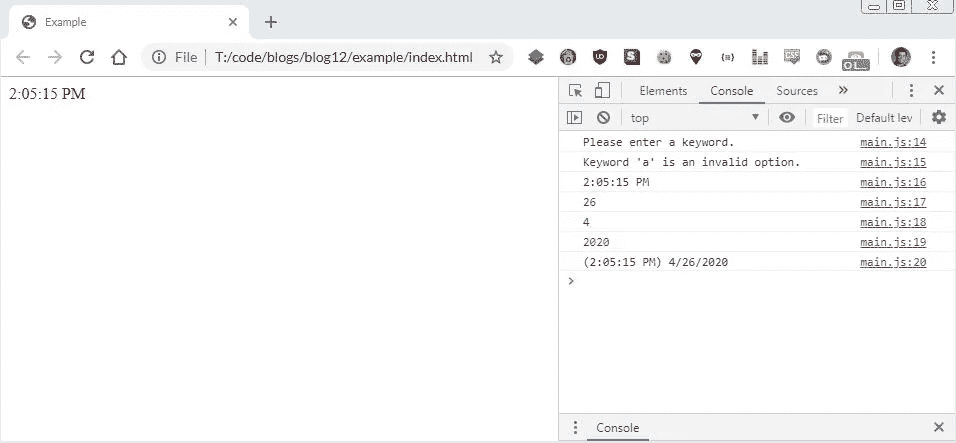 Example
File T:/code/blogs/blog12/example/index.html
2:05:15 PM
Elements Console Sources
top Filter Default lev
Please enter a keyword. main.js:14
Keyword 'a' is an invalid option. main.js:15
2:05:15 PM main.js:16
26 main.js:17
4 main.js:18
2020 main.js:19
(2:05:15 PM) 4/26/2020 main.js:20
Console